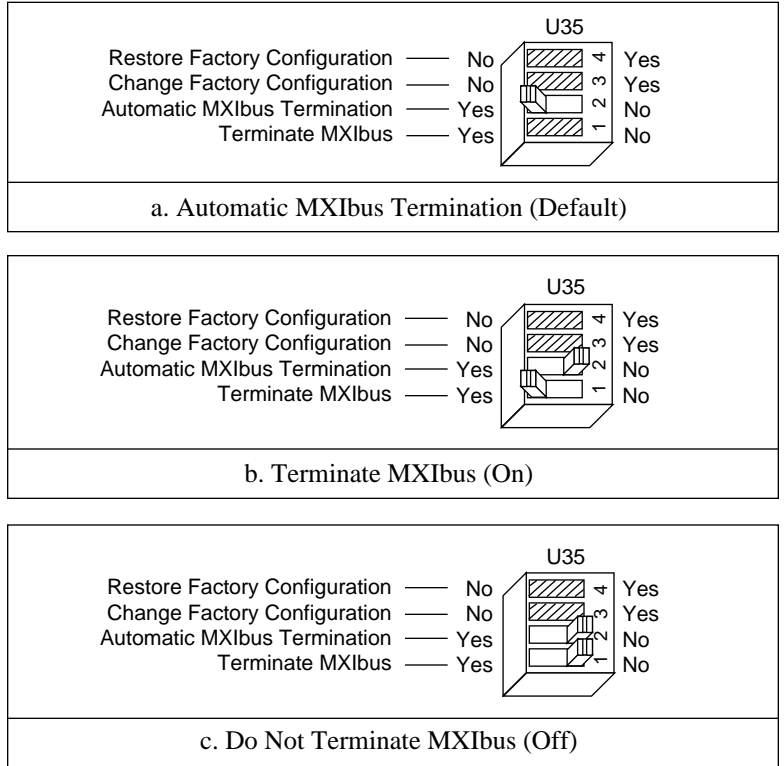 U35
Restore Factory Configuration No 4 Yes
Change Factory Configuration No 3 Yes
Automatic MXIbus Termination Yes 2 No
Terminate MXIbus Yes 1 No
a. Automatic MXIbus Termination (Default)
U35
Restore Factory Configuration No 4 Yes
Change Factory Configuration No 3 Yes
Automatic MXIbus Termination Yes 2 No
Terminate MXIbus Yes 1 No
b. Terminate MXIbus (On)
U35
Restore Factory Configuration No 4 Yes
Change Factory Configuration No 3 Yes
Automatic MXIbus Termination Yes 2 No
Terminate MXIbus Yes 1 No
c. Do Not Terminate MXIbus (Off)